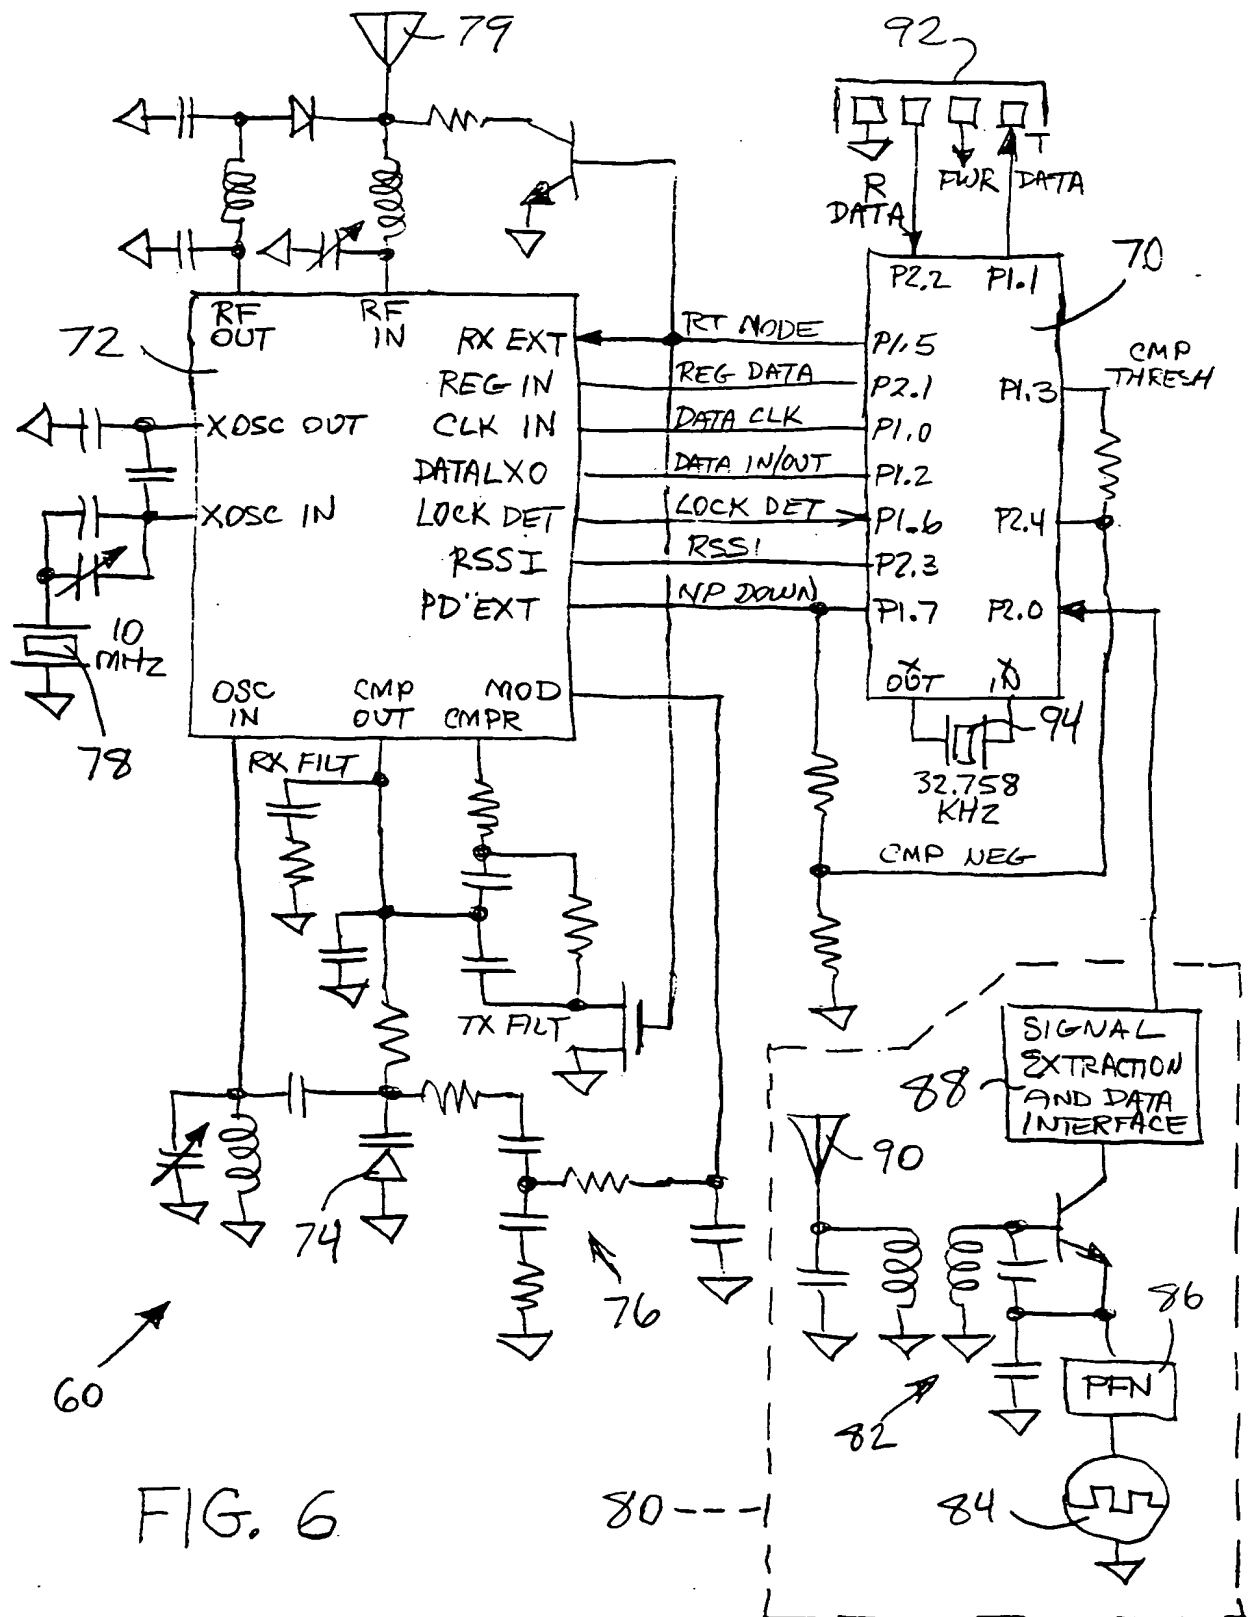 79
92
T
R
DATA
PWR
DATA
70
P2.2
P1.1
72
RF
OUT
RF
IN
RX EXT
RT MODE
P1.5
CMP
THRESH
REG IN
REG DATA
P2.1
P1.3
XOSC OUT
CLK IN
DATA CLK
P1.0
DATALXO
DATA IN/OUT
P1.2
XOSC IN
LOCK DET
LOCK DET
P1.6
P2.4
RSSI
RSSI
P2.3
PD EXT
NP DOWN
P1.7
P2.0
10
MHZ
78
X
OUT
X
IN
OSC
IN
CMP
OUT
MOD
CMPR
94
32.758
KHZ
RX FILT
CMP NEG
TX FILT
SIGNAL
EXTRACTION
AND DATA
INTERFACE
88
90
74
76
60
86
PFN
82
84
80
FIG. 6